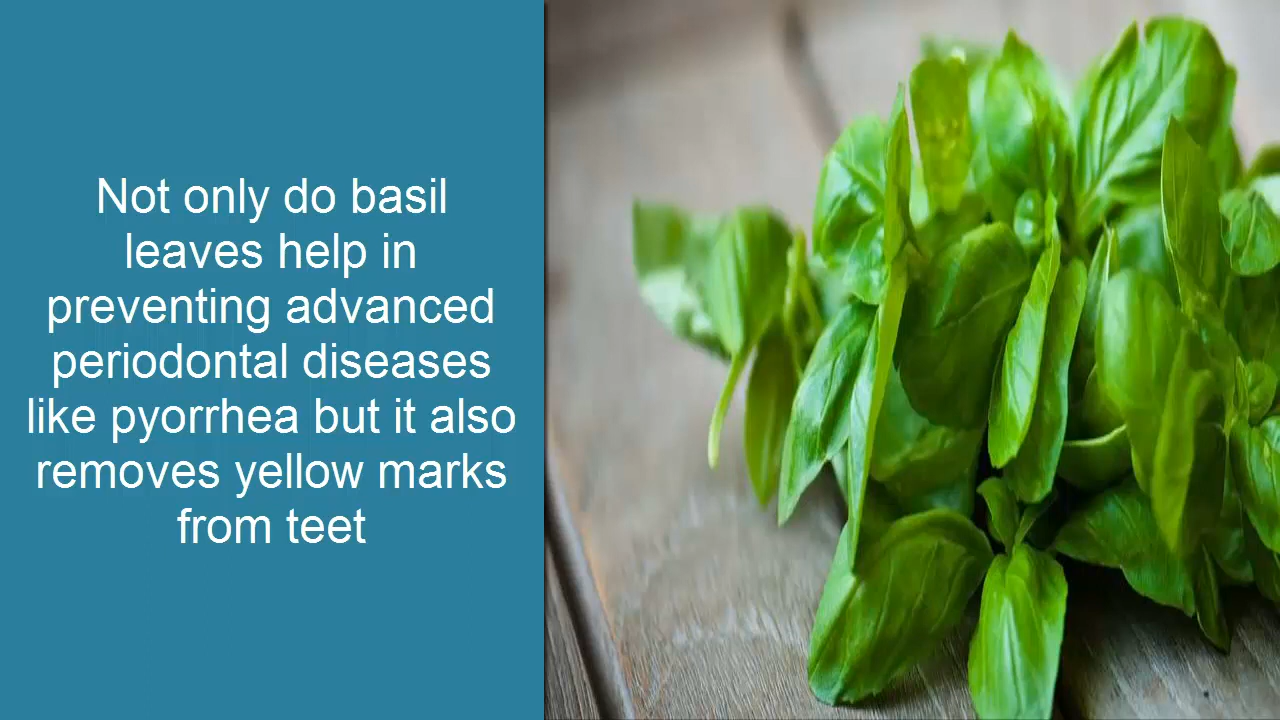 Not only do basil
leaves help in
preventing advanced
periodontal diseases
like pyorrhea but it also
removes yellow marks
from teet